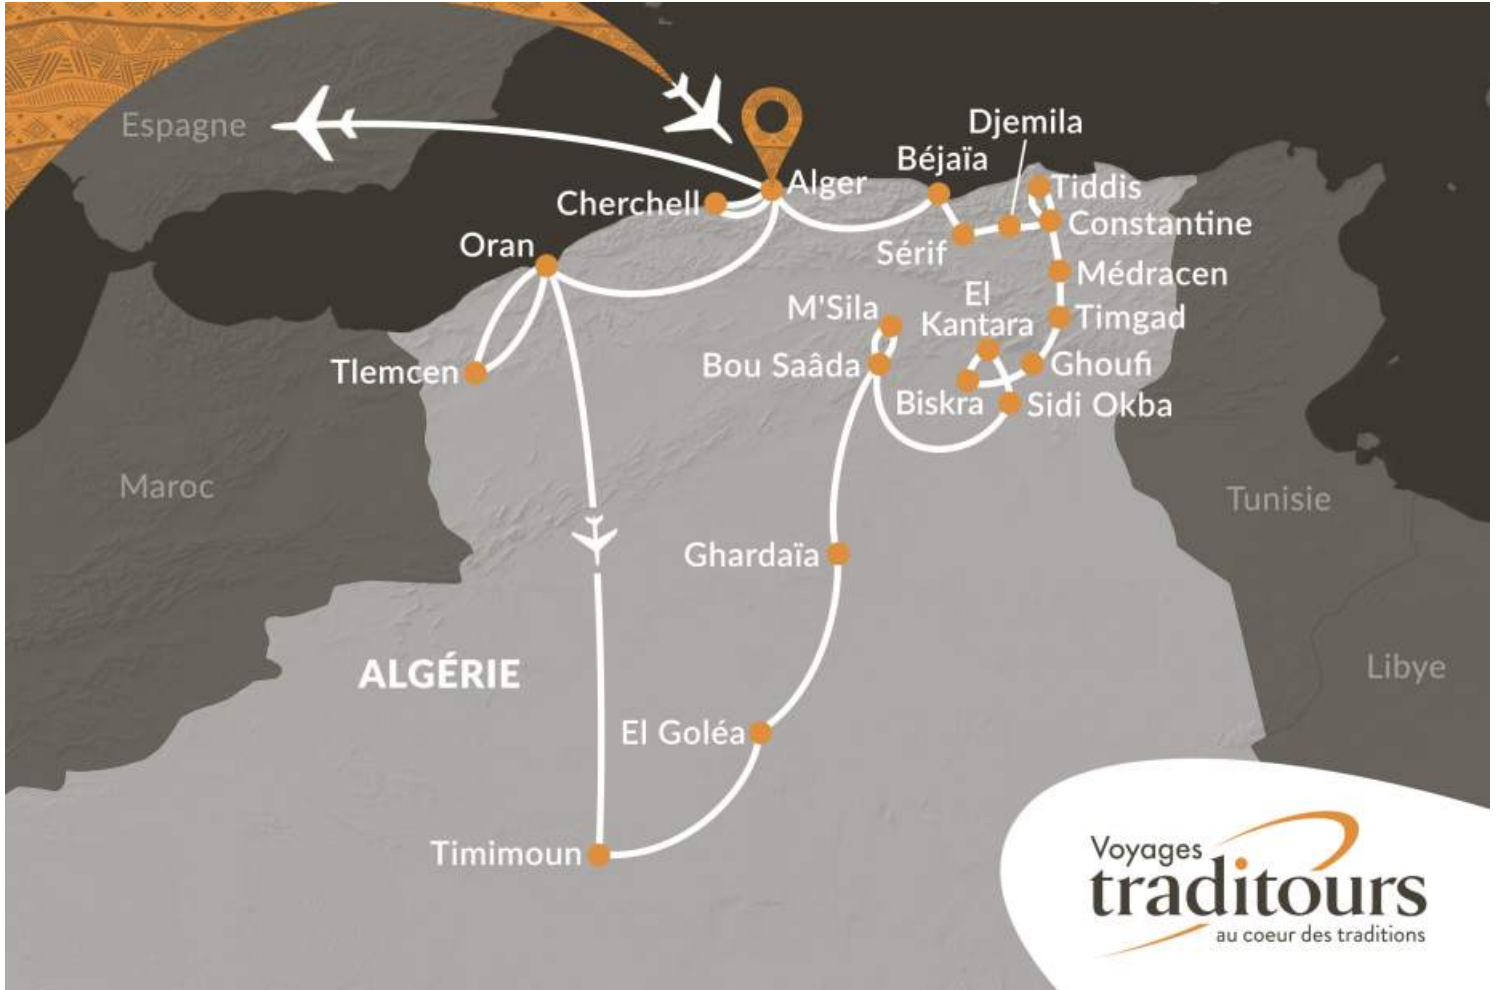 Espagne
Djemila
Béjaïa
Alger
Tiddis
Cherchell
Constantine
Oran
Sérif
Médracen
El
Kantara
M'Sila
Timgad
Bou Saâda
Ghoufi
Tlemcen
Biskra
Sidi Okba
Maroc
Tunisie
Ghardaïa
ALGÉRIE
Libye
El Goléa
Timimoun
Voyages
traditours
au coeur des traditions